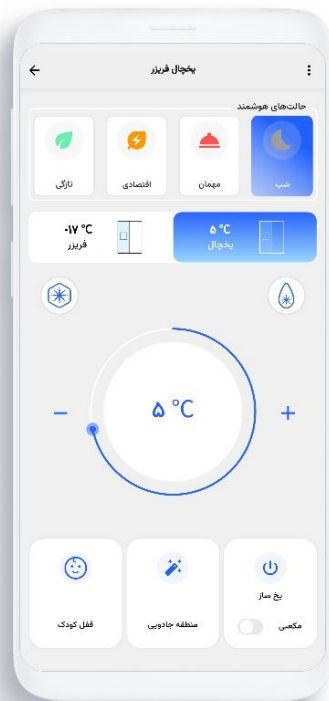 یخچال فریزر
حالت‌های هوشمند
شب
مهمان
اقتصادی
تازگی
۵ °C
یخچال
-۱۷ °C
فریزر
۵ °C
یخ ساز
مکعبی
منطقه جادویی
قفل کودک